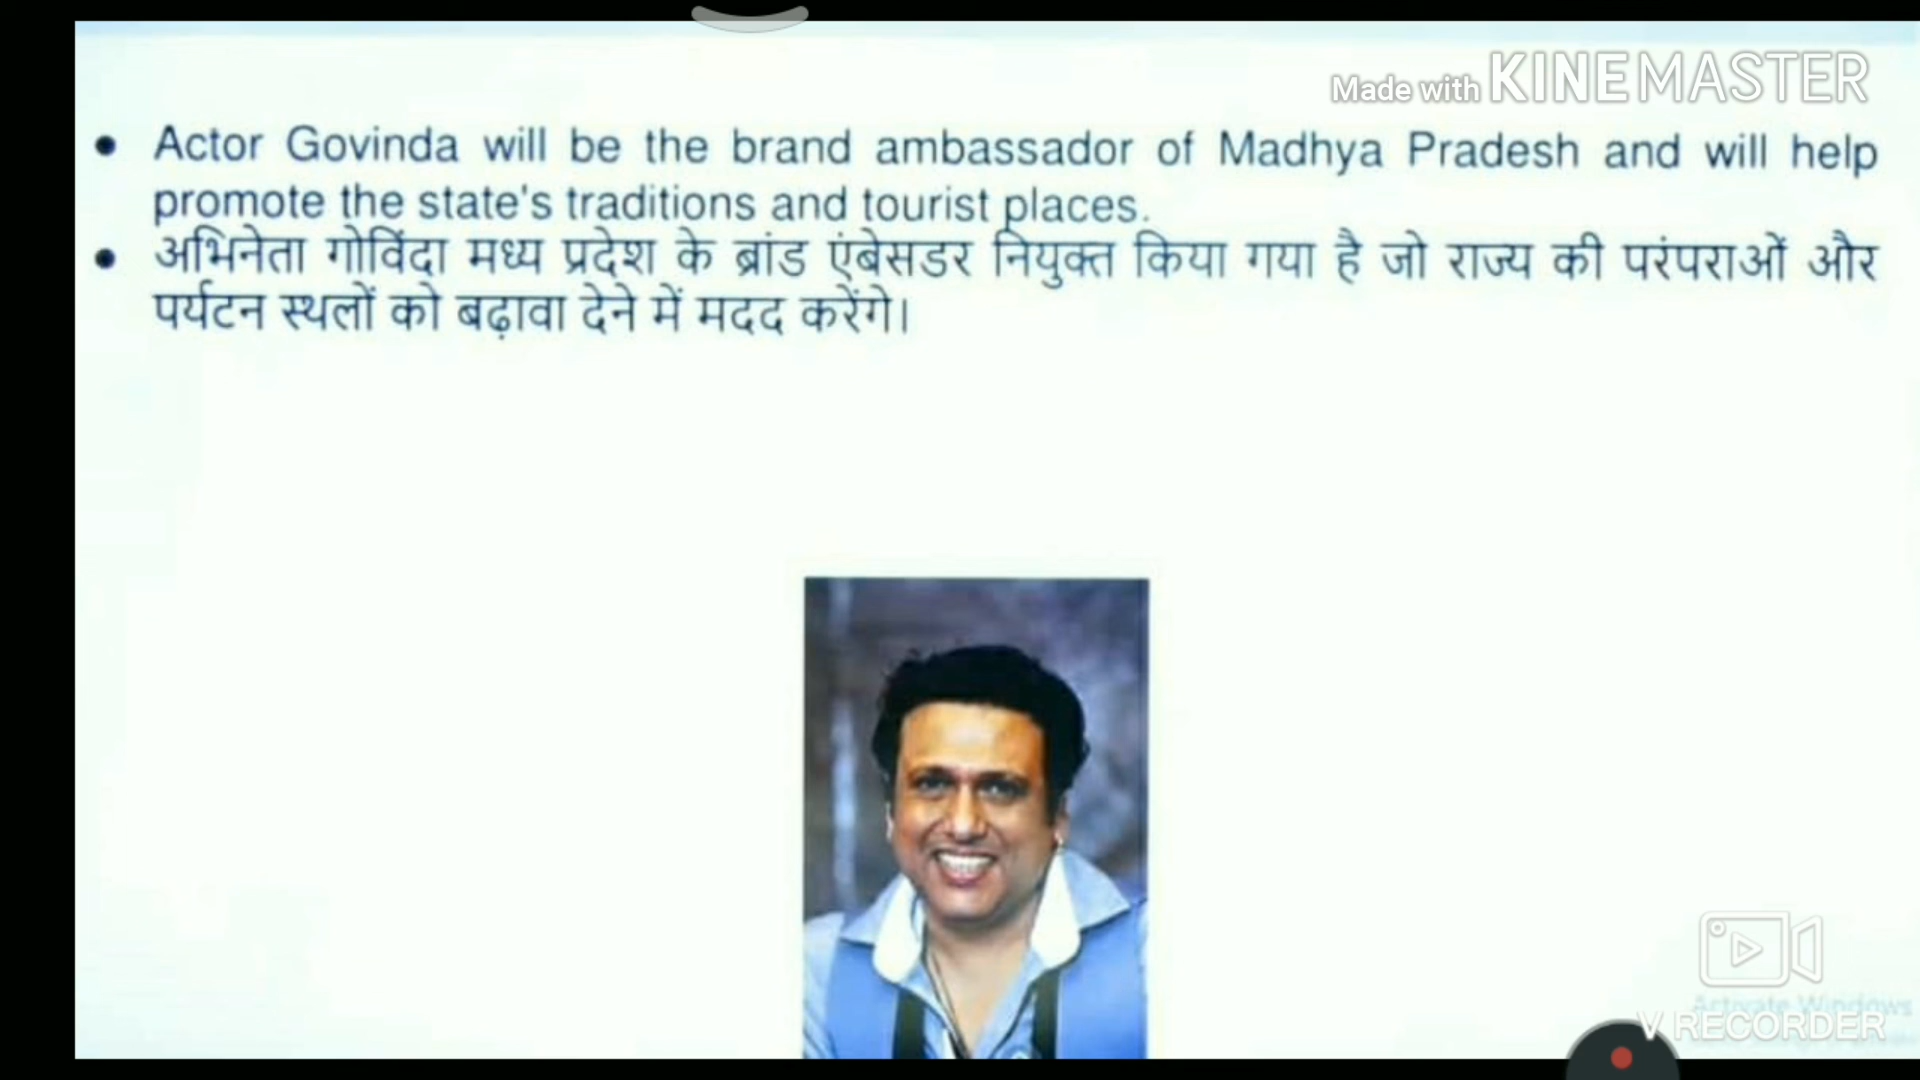 Made with KINEMASTER
• Actor Govinda will be the brand ambassador of Madhya Pradesh and will help
promote the state's traditions and tourist places.
• अभिनेता गोविंदा मध्य प्रदेश के ब्रांड एंबेसडर नियुक्त किया गया है जो राज्य की परंपराओं और
पर्यटन स्थलों को बढ़ावा देने में मदद करेंगे।
Activate Windows
V RECORDER